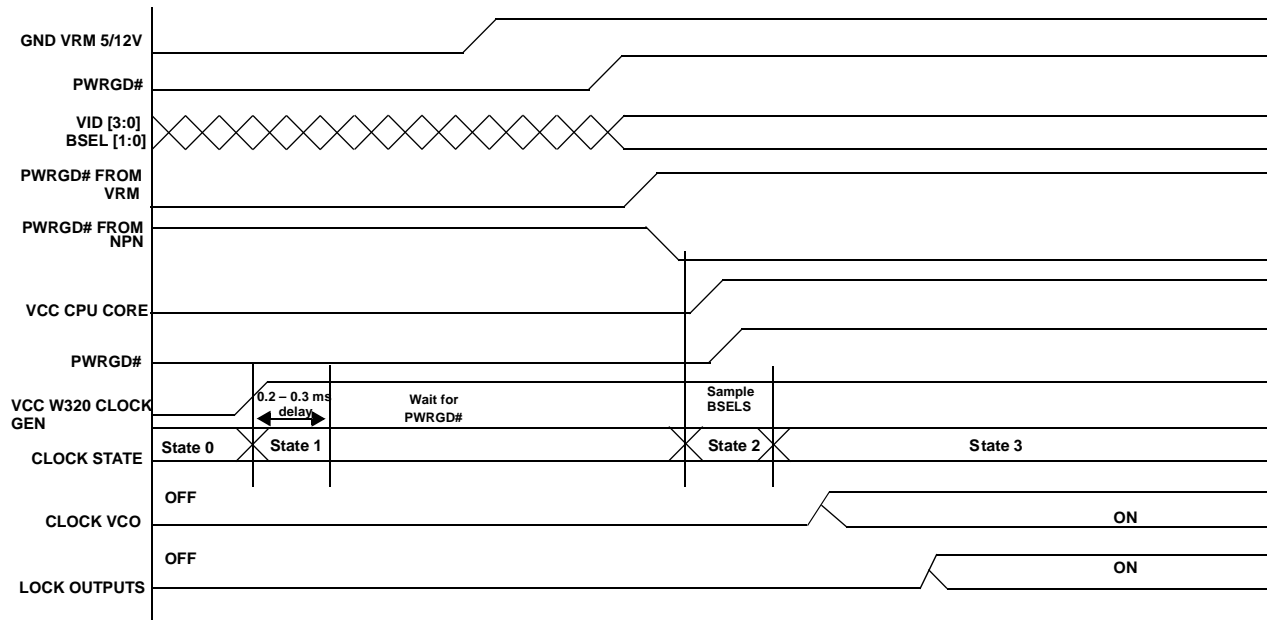 GND VRM 5/12V
PWRGD#
VID [3:0]
BSEL [1:0]
PWRGD# FROM
VRM
PWRGD# FROM
NPN
VCC CPU CORE
PWRGD#
VCC W320 CLOCK
GEN
0.2 – 0.3 ms
delay
Wait for
PWRGD#
Sample
BSELS
CLOCK STATE
State 0
State 1
State 2
State 3
OFF
CLOCK VCO
ON
OFF
LOCK OUTPUTS
ON